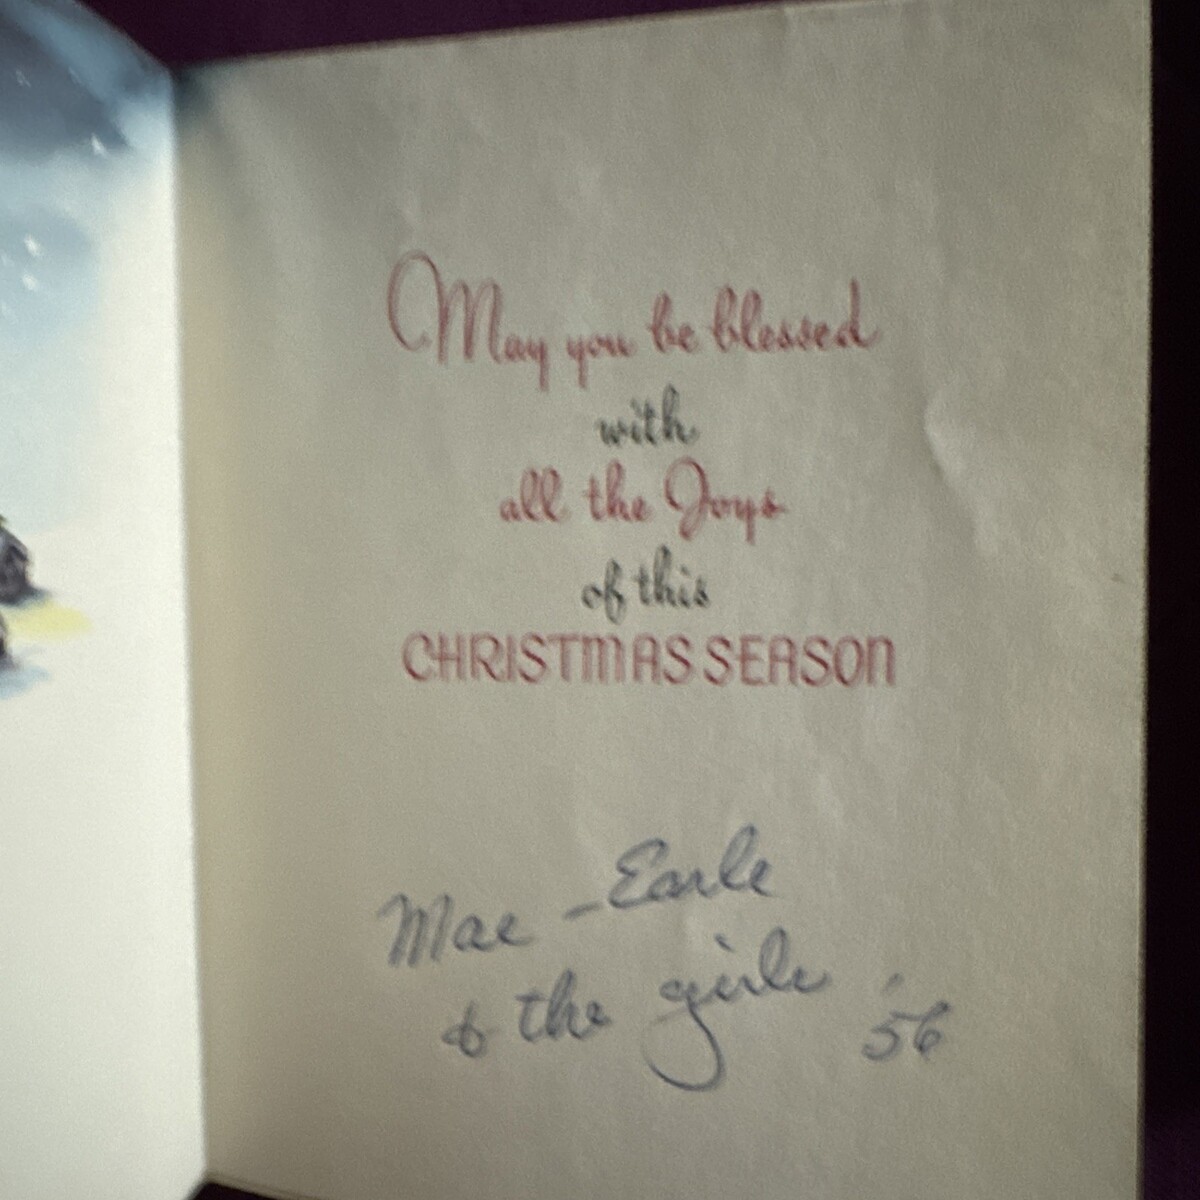 May you be blessed
with
all the Joys
of this
CHRISTMAS SEASON
Mae - Earle
& the girls '56